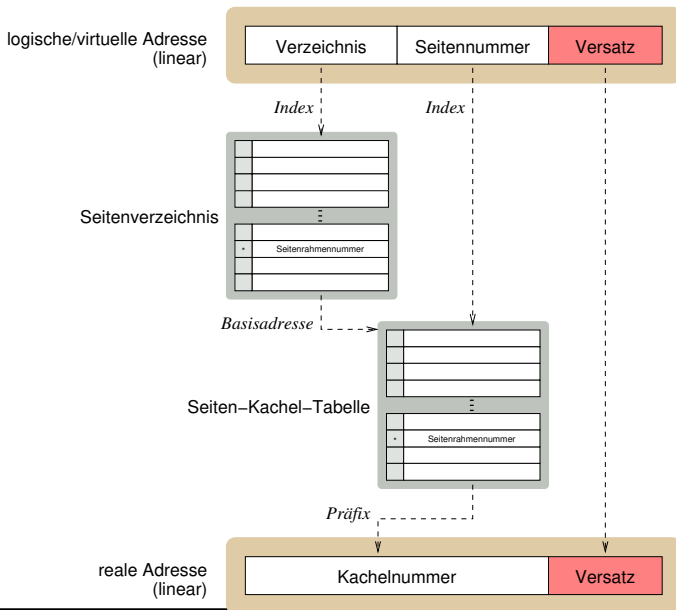 logische/virtuelle Adresse
(linear)
Verzeichnis
Seitennummer
Versatz
Index
Index
Seitenverzeichnis
*
Seitenrahmennummer
Basisadresse
Seiten−Kachel−Tabelle
*
Seitenrahmennummer
Präfix
reale Adresse
(linear)
Kachelnummer
Versatz